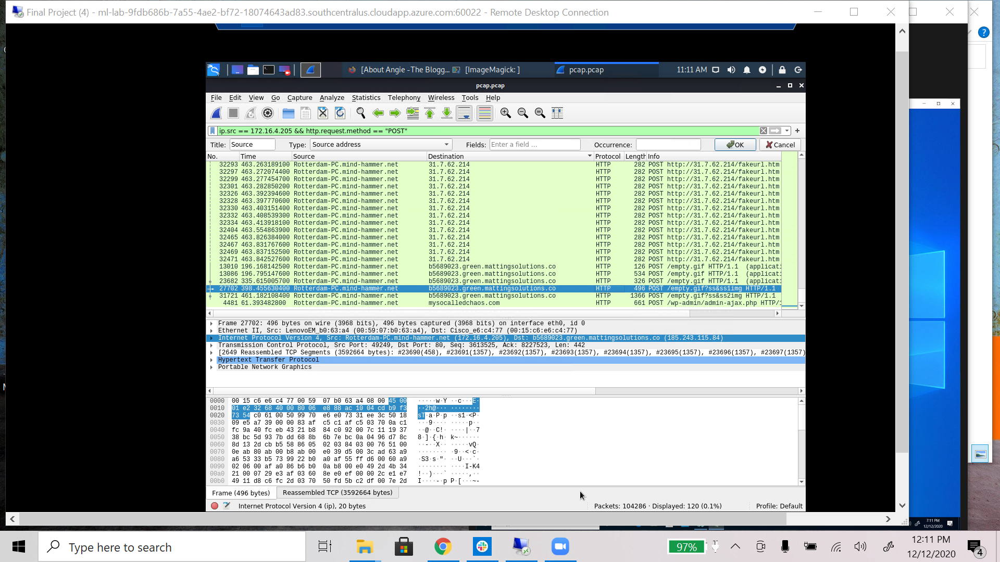 Final Project (4) - ml-lab-9fdb686b-7a55-4ae2-bf72-18074643ad83.southcentralus.cloudapp.azure.com:60022 - Remote Desktop Connection
[About Angie -The Blogg... [ImageMagick: ] pcap.pcap 11:11 AM
pcap.pcap
File Edit View Go Capture Analyze Statistics Telephony Wireless Tools Help
ip.src == 172.16.4.205 && http.request.method == "POST"
Title: Source Type: Source address Fields: Enter a field ... Occurrence: OK Cancel
No. Time Source Destination Protocol Length Info
32293 463.263189100 Rotterdam-PC.mind-hammer.net 31.7.62.214 HTTP 282 POST http://31.7.62.214/fakeurl.htm
32297 463.272074400 Rotterdam-PC.mind-hammer.net 31.7.62.214 HTTP 282 POST http://31.7.62.214/fakeurl.htm
32299 463.277454700 Rotterdam-PC.mind-hammer.net 31.7.62.214 HTTP 282 POST http://31.7.62.214/fakeurl.htm
32301 463.282850200 Rotterdam-PC.mind-hammer.net 31.7.62.214 HTTP 282 POST http://31.7.62.214/fakeurl.htm
32326 463.392394600 Rotterdam-PC.mind-hammer.net 31.7.62.214 HTTP 282 POST http://31.7.62.214/fakeurl.htm
32328 463.397770600 Rotterdam-PC.mind-hammer.net 31.7.62.214 HTTP 282 POST http://31.7.62.214/fakeurl.htm
32330 463.403151400 Rotterdam-PC.mind-hammer.net 31.7.62.214 HTTP 282 POST http://31.7.62.214/fakeurl.htm
32332 463.408539300 Rotterdam-PC.mind-hammer.net 31.7.62.214 HTTP 282 POST http://31.7.62.214/fakeurl.htm
32334 463.413918100 Rotterdam-PC.mind-hammer.net 31.7.62.214 HTTP 282 POST http://31.7.62.214/fakeurl.htm
32404 463.554863900 Rotterdam-PC.mind-hammer.net 31.7.62.214 HTTP 282 POST http://31.7.62.214/fakeurl.htm
32465 463.826384000 Rotterdam-PC.mind-hammer.net 31.7.62.214 HTTP 282 POST http://31.7.62.214/fakeurl.htm
32467 463.831767600 Rotterdam-PC.mind-hammer.net 31.7.62.214 HTTP 282 POST http://31.7.62.214/fakeurl.htm
32469 463.837152500 Rotterdam-PC.mind-hammer.net 31.7.62.214 HTTP 282 POST http://31.7.62.214/fakeurl.htm
32471 463.842527600 Rotterdam-PC.mind-hammer.net 31.7.62.214 HTTP 282 POST http://31.7.62.214/fakeurl.htm
13010 196.168142500 Rotterdam-PC.mind-hammer.net b5689023.green.mattingsolutions.co HTTP 126 POST /empty.gif HTTP/1.1 (applicati
13086 196.795147600 Rotterdam-PC.mind-hammer.net b5689023.green.mattingsolutions.co HTTP 534 POST /empty.gif HTTP/1.1 (applicati
23682 335.615005700 Rotterdam-PC.mind-hammer.net b5689023.green.mattingsolutions.co HTTP 326 POST /empty.gif HTTP/1.1 (applicati
27702 398.455630400 Rotterdam-PC.mind-hammer.net b5689023.green.mattingsolutions.co HTTP 496 POST /empty.gif?ss&ss1img HTTP/1.1
31721 461.182108400 Rotterdam-PC.mind-hammer.net b5689023.green.mattingsolutions.co HTTP 1366 POST /empty.gif?ss&ss2img HTTP/1.1
4481 61.393482800 Rotterdam-PC.mind-hammer.net mysocalledchaos.com HTTP 661 POST /wp-admin/admin-ajax.php HTTP/1
Frame 27702: 496 bytes on wire (3968 bits), 496 bytes captured (3968 bits) on interface eth0, id 0
Ethernet II, Src: LenovoEM_b0:63:a4 (00:59:07:b0:63:a4), Dst: Cisco_e6:c4:77 (00:15:c6:e6:c4:77)
Internet Protocol Version 4, Src: Rotterdam-PC.mind-hammer.net (172.16.4.205), Dst: b5689023.green.mattingsolutions.co (185.243.115.84)
Transmission Control Protocol, Src Port: 49249, Dst Port: 80, Seq: 3613525, Ack: 8227523, Len: 442
[2649 Reassembled TCP Segments (3592664 bytes): #23690(458), #23691(1357), #23692(1357), #23693(1357), #23694(1357), #23695(1357), #23696(1357), #23697(1357)
Hypertext Transfer Protocol
Portable Network Graphics
0000 00 15 c6 e6 c4 77 00 59 07 b0 63 a4 08 00 45 00 ·····w·Y ··c···E·
0010 01 e2 32 68 40 00 80 06 e8 88 ac 10 04 cd b9 f3 ··2h@··· ········
0020 73 54 c0 61 00 50 99 70 e6 e0 73 31 ee 3c 50 18 sT·a·P·p ··s1·<P·
0030 09 e5 a7 39 00 00 83 af c5 c1 af c5 03 70 0a c1 ···9···· ·····p··
0040 fc 9a 40 fc eb 43 21 b8 84 c0 92 00 7c 11 19 37 ··@··C!· ····|··7
0050 38 bc 5d 93 7b dd 68 8b 6b 7e bc 0a 04 96 d7 8c 8·]·{·h· k~······
0060 8d 13 2d cb b5 58 86 05 02 03 84 03 00 76 51 00 ··-··X·· ·····vQ·
0070 0e ab 80 ab 00 b8 ab 00 e0 39 d5 00 3c ad 63 a9 ········ ·9··<·c·
0080 a6 53 33 b5 73 99 22 b0 a0 af 55 ff d6 00 60 a9 ·S3·s·"· ··U···`·
0090 02 06 00 af a0 86 b6 b0 0a b8 00 e0 49 2d 4b 34 ········ ····I-K4
00a0 21 00 07 29 e3 af 03 60 8e e0 ef 00 00 2c e1 e7 !··)···` ·····,··
00b0 49 11 d8 c6 fc 2d 03 70 50 fd 5b c2 df 00 7e 2d I····-·p P·[···~-
Frame (496 bytes) Reassembled TCP (3592664 bytes)
Internet Protocol Version 4 (ip), 20 bytes Packets: 104286 · Displayed: 120 (0.1%) Profile: Default
7:11 PM
12/12/2020
Type here to search
97%
12:11 PM
12/12/2020
4